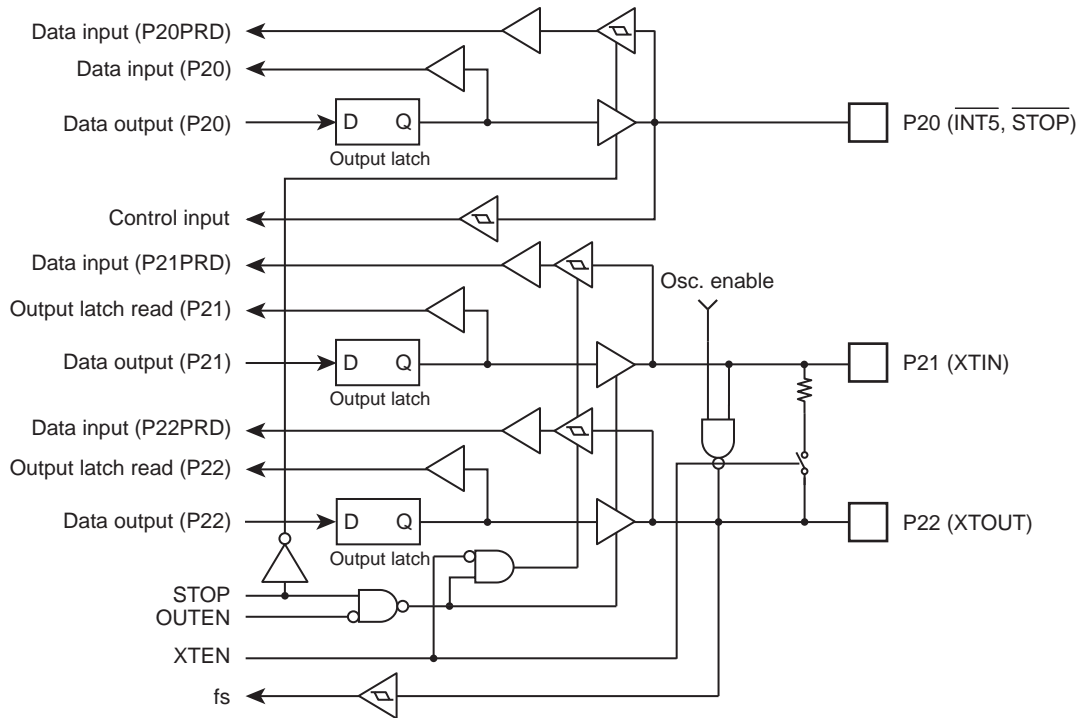 Data input (P20PRD)
Data input (P20)
Data output (P20)
D Q
Output latch
P20 (INT5, STOP)
Control input
Data input (P21PRD)
Osc. enable
Output latch read (P21)
Data output (P21)
D Q
Output latch
P21 (XTIN)
Data input (P22PRD)
Output latch read (P22)
Data output (P22)
D Q
Output latch
P22 (XTOUT)
STOP
OUTEN
XTEN
fs